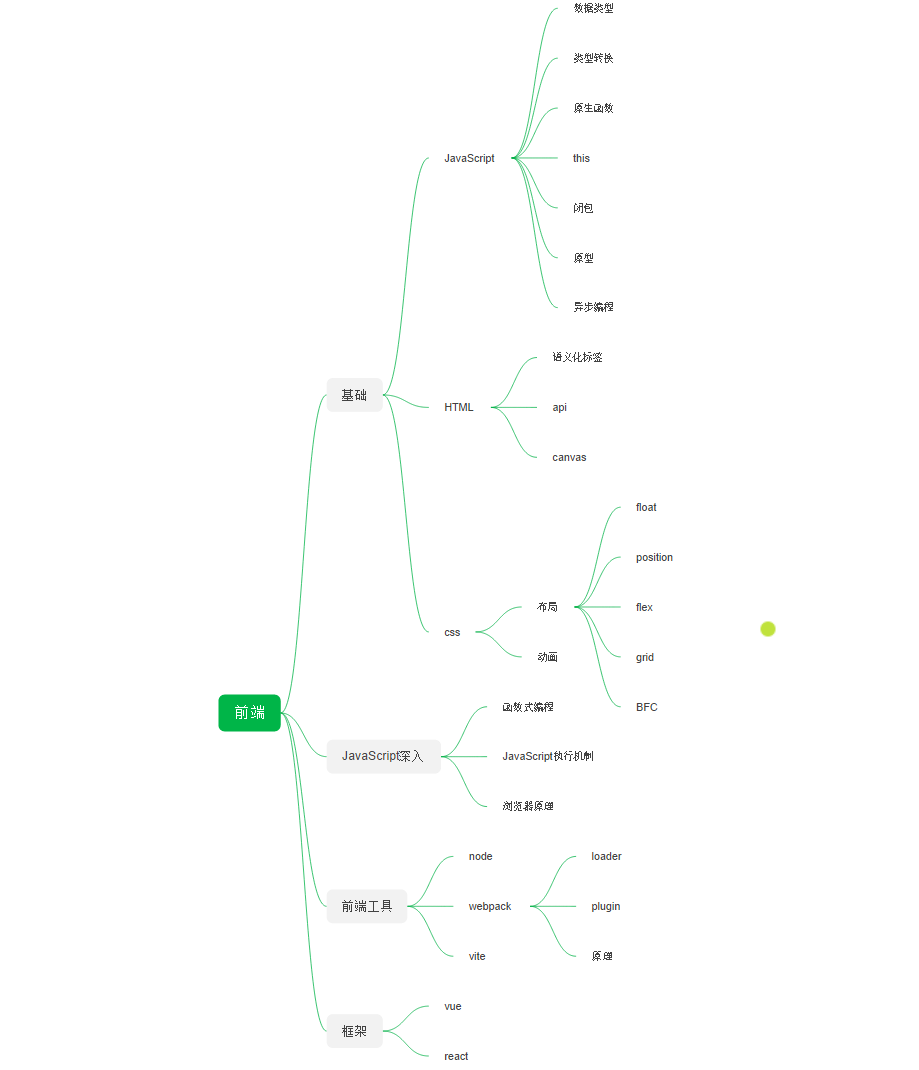 数据类型
类型转换
原生函数
JavaScript
this
闭包
原型
异步编程
语义化标签
基础
HTML
api
canvas
float
position
布局
flex
css
动画
grid
函数式编程
BFC
前端
JavaScript深入
JavaScript执行机制
浏览器原理
node
loader
前端工具
webpack
plugin
vite
原理
vue
框架
react